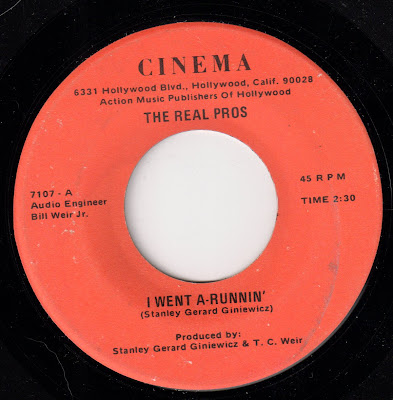 CINEMA
6331 Hollywood Blvd., Hollywood, Calif. 90028
Action Music Publishers Of Hollywood
THE REAL PROS
7107 - A
Audio Engineer
Bill Weir Jr.
45 RPM
TIME 2:30
I WENT A-RUNNIN'
(Stanley Gerard Giniewicz)
Produced by:
Stanley Gerard Giniewicz & T. C. Weir